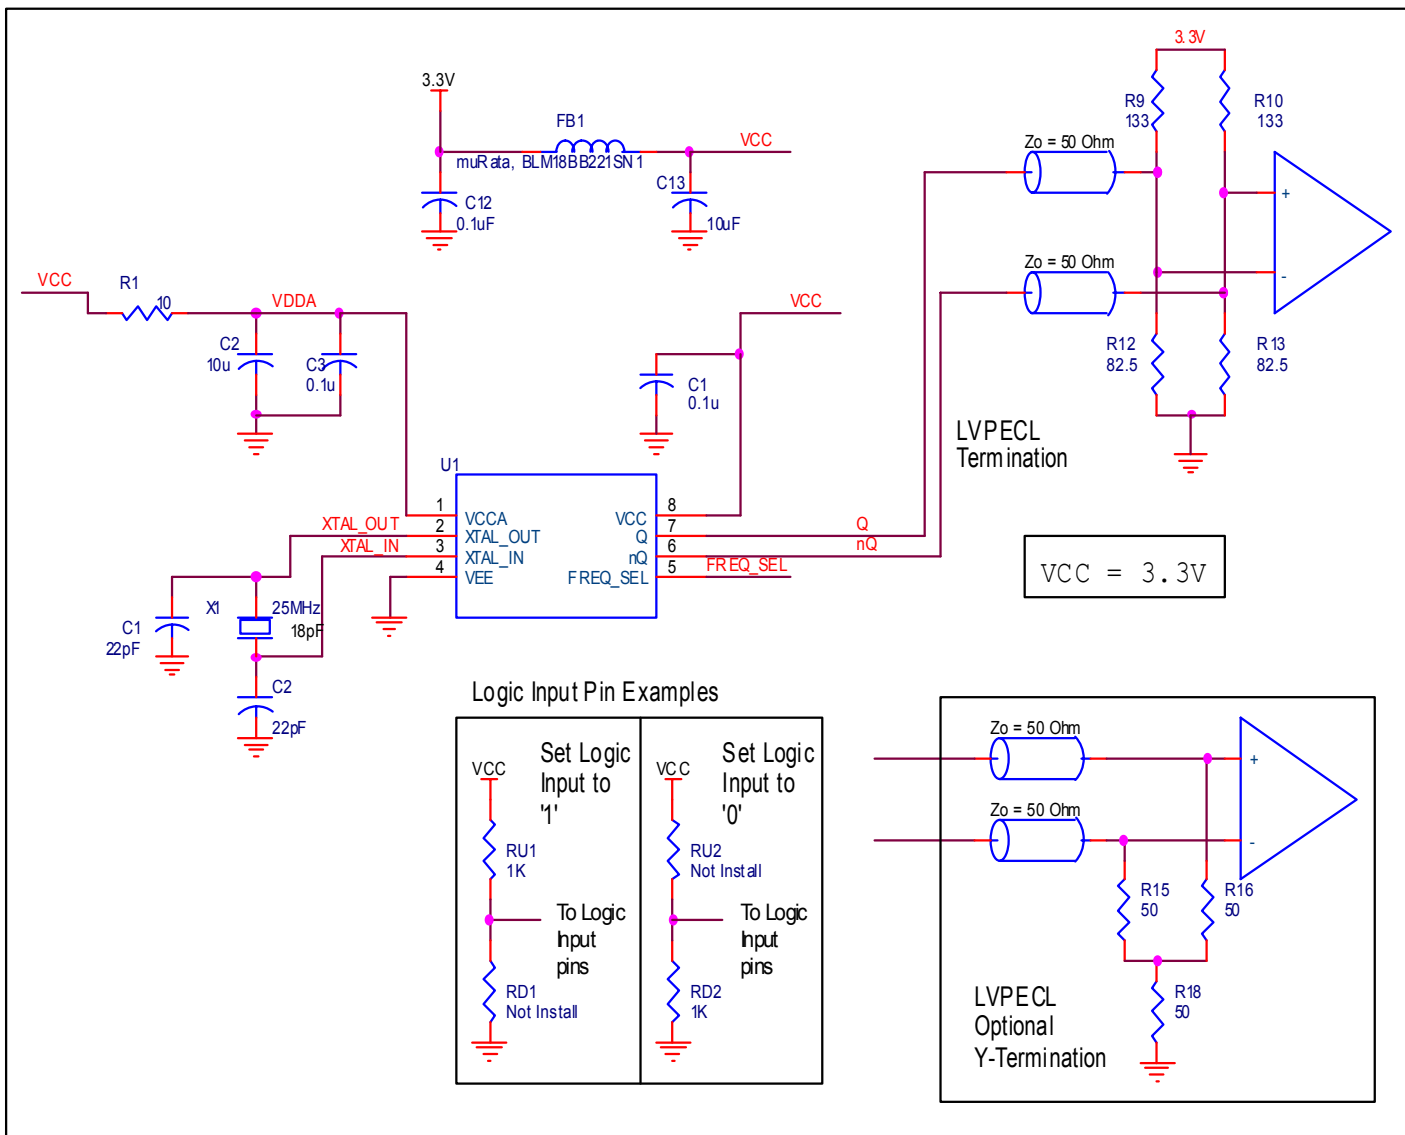 3.3V
FB1
muRata, BLM18BB221SN1
VCC
C12
0.1uF
C13
10uF
3.3V
R9
133
R10
133
Zo = 50 Ohm
+
Zo = 50 Ohm
-
R12
82.5
R13
82.5
LVPECL
Termination
VCC
R1
10
VDDA
C2
10u
C3
0.1u
VCC
C1
0.1u
U1
1
VCCA
2
XTAL_OUT
3
XTAL_IN
4
VEE
VCC
8
Q
7
nQ
6
FREQ_SEL
5
XTAL_OUT
XTAL_IN
Q
nQ
FREQ_SEL
VCC = 3.3V
X1
25MHz
18pF
C1
22pF
C2
22pF
Logic Input Pin Examples
VCC
Set Logic
Input to
'1'
RU1
1K
To Logic
Input
pins
RD1
Not Install
VCC
Set Logic
Input to
'0'
RU2
Not Install
To Logic
Input
pins
RD2
1K
Zo = 50 Ohm
+
Zo = 50 Ohm
-
R15
50
R16
50
R18
50
LVPECL
Optional
Y-Termination